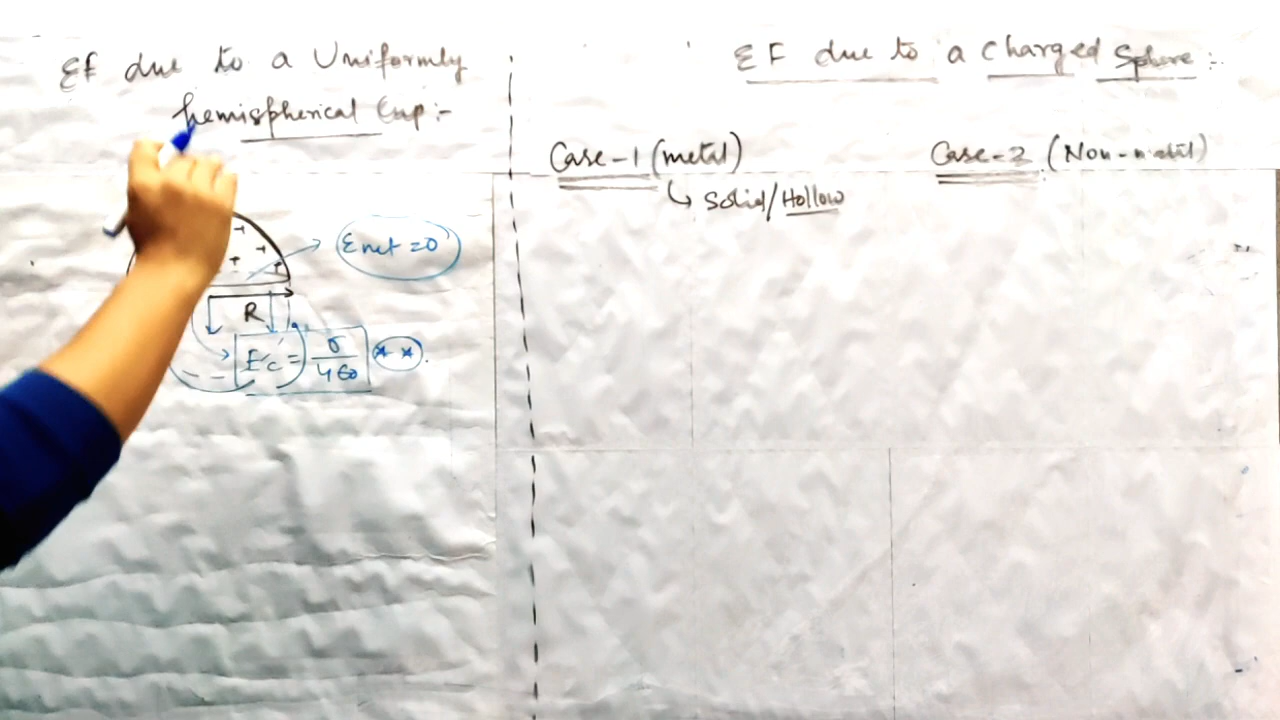 EF due to a Uniformly
hemispherical Cup:-
Enet = 0
R
E/c = σ/4ε0 **.
EF due to a Charged Sphere:-
Case-1 (metal)
↳ Solid/Hollow
Case-2 (Non-metal)